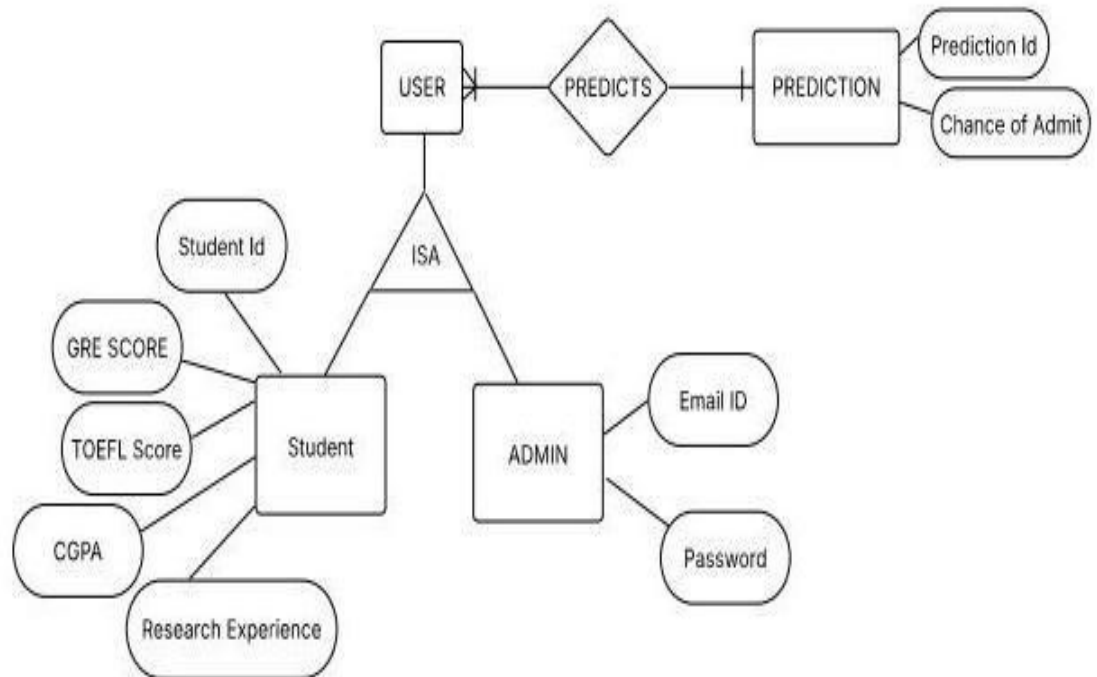 Prediction Id
USER
PREDICTS
PREDICTION
Chance of Admit
Student Id
ISA
GRE SCORE
Email ID
TOEFL Score
Student
ADMIN
CGPA
Password
Research Experience